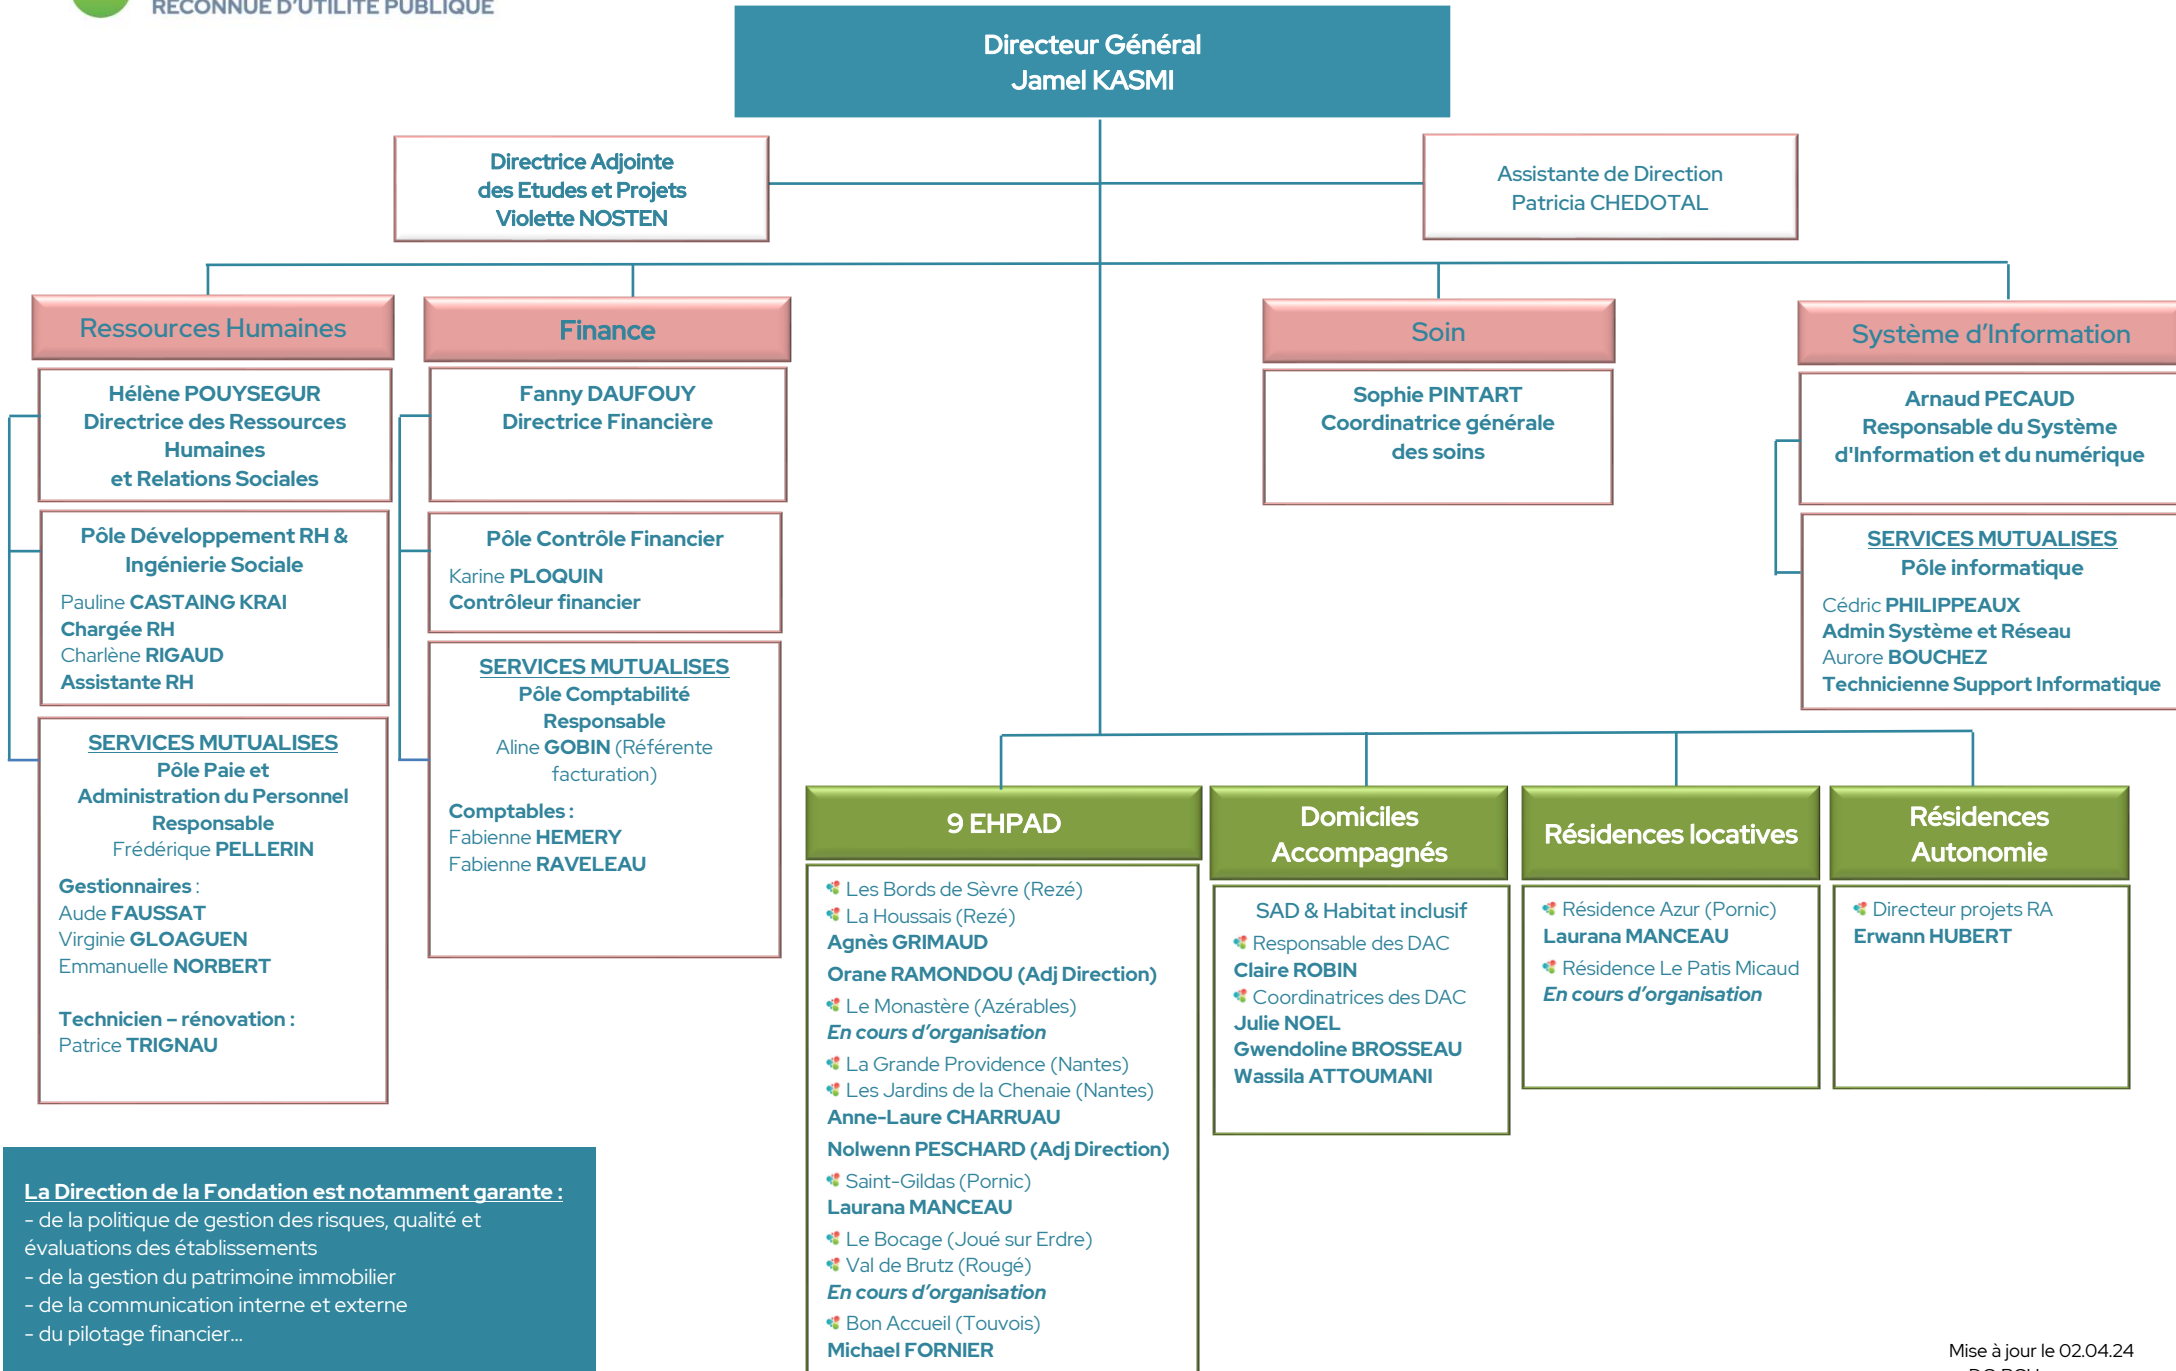 RECONNUE D'UTILITE PUBLIQUE
Directeur Général
Jamel KASMI
Directrice Adjointe
des Etudes et Projets
Violette NOSTEN
Assistante de Direction
Patricia CHEDOTAL
Ressources Humaines
Hélène POUYSEGUR
Directrice des Ressources
Humaines
et Relations Sociales
Pôle Développement RH &
Ingénierie Sociale
Pauline CASTAING KRAI
Chargée RH
Charlène RIGAUD
Assistante RH
SERVICES MUTUALISES
Pôle Paie et
Administration du Personnel
Responsable
Frédérique PELLERIN
Gestionnaires :
Aude FAUSSAT
Virginie GLOAGUEN
Emmanuelle NORBERT
Technicien – rénovation :
Patrice TRIGNAU
Finance
Fanny DAUFOUY
Directrice Financière
Pôle Contrôle Financier
Karine PLOQUIN
Contrôleur financier
SERVICES MUTUALISES
Pôle Comptabilité
Responsable
Aline GOBIN (Référente
facturation)
Comptables :
Fabienne HEMERY
Fabienne RAVELEAU
Soin
Sophie PINTART
Coordinatrice générale
des soins
Système d'Information
Arnaud PECAUD
Responsable du Système
d'Information et du numérique
SERVICES MUTUALISES
Pôle informatique
Cédric PHILIPPEAUX
Admin Système et Réseau
Aurore BOUCHEZ
Technicienne Support Informatique
9 EHPAD
Les Bords de Sèvre (Rezé)
La Houssais (Rezé)
Agnès GRIMAUD
Orane RAMONDOU (Adj Direction)
Le Monastère (Azérables)
En cours d'organisation
La Grande Providence (Nantes)
Les Jardins de la Chenaie (Nantes)
Anne-Laure CHARRUAU
Nolwenn PESCHARD (Adj Direction)
Saint-Gildas (Pornic)
Laurana MANCEAU
Le Bocage (Joué sur Erdre)
Val de Brutz (Rougé)
En cours d'organisation
Bon Accueil (Touvois)
Michael FORNIER
Domiciles
Accompagnés
SAD & Habitat inclusif
Responsable des DAC
Claire ROBIN
Coordinatrices des DAC
Julie NOEL
Gwendoline BROSSEAU
Wassila ATTOUMANI
Résidences locatives
Résidence Azur (Pornic)
Laurana MANCEAU
Résidence Le Patis Micaud
En cours d'organisation
Résidences
Autonomie
Directeur projets RA
Erwann HUBERT
La Direction de la Fondation est notamment garante :
- de la politique de gestion des risques, qualité et
évaluations des établissements
- de la gestion du patrimoine immobilier
- de la communication interne et externe
- du pilotage financier…
Mise à jour le 02.04.24